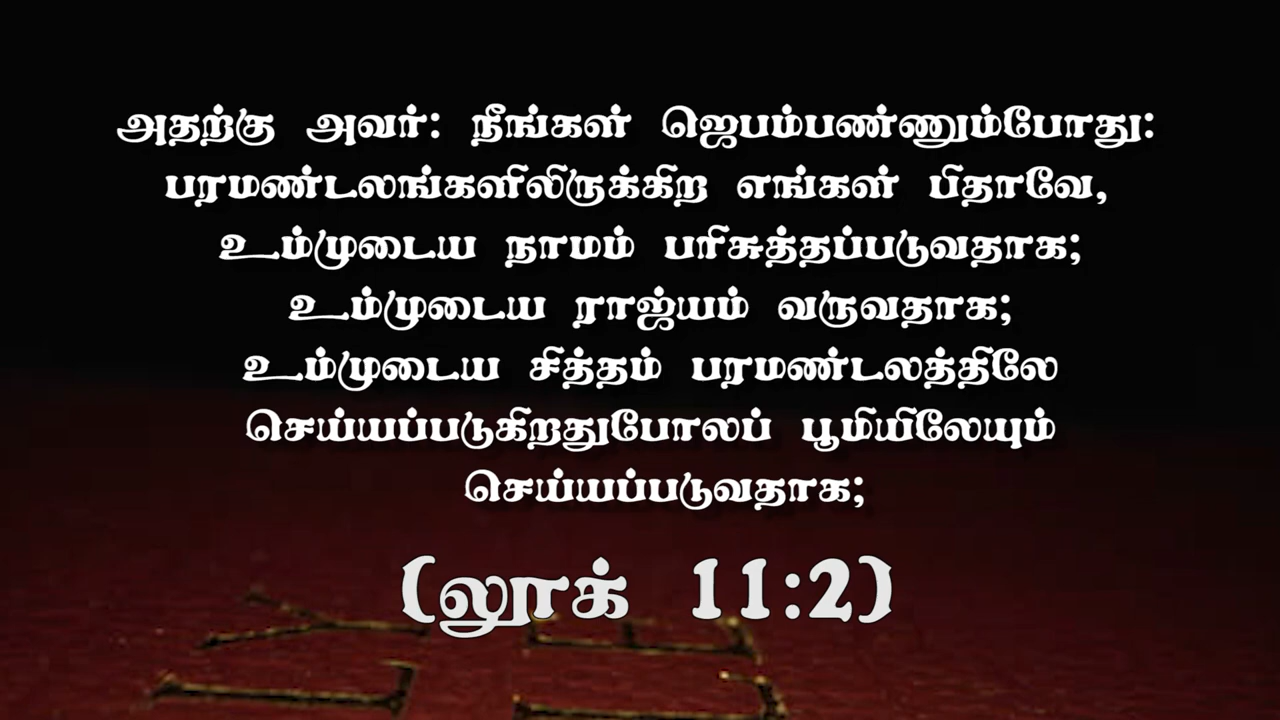 அதற்கு அவர்: நீங்கள் ஜெபம்பண்ணும்போது:
பரமண்டலங்களிலிருக்கிற எங்கள் பிதாவே,
உம்முடைய நாமம் பரிசுத்தப்படுவதாக;
உம்முடைய ராஜ்யம் வருவதாக;
உம்முடைய சித்தம் பரமண்டலத்திலே
செய்யப்படுகிறதுபோலப் பூமியிலேயும்
செய்யப்படுவதாக;
(லூக் 11:2)